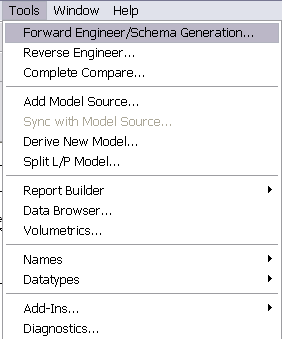 Tools Window Help
Forward Engineer/Schema Generation...
Reverse Engineer...
Complete Compare...
Add Model Source...
Sync with Model Source...
Derive New Model...
Split L/P Model...
Report Builder
Data Browser...
Volumetrics...
Names
Datatypes
Add-Ins...
Diagnostics...